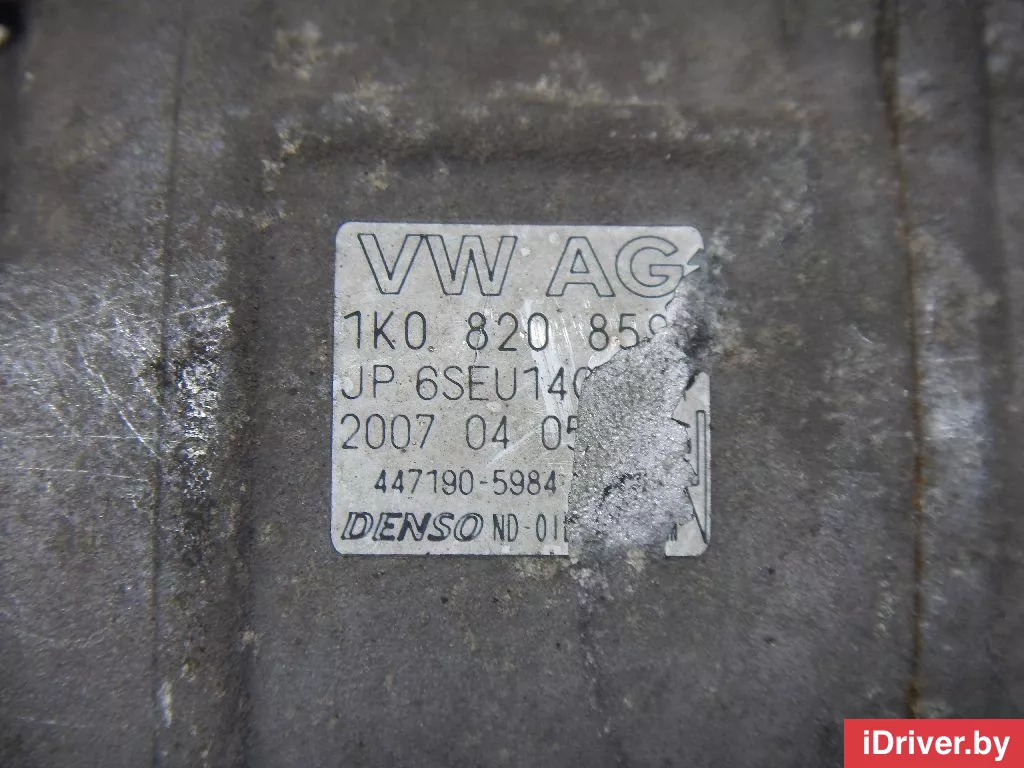 VW AG
1K0 820 859
JP 6SEU14C
2007 04 05
447190-5984
DENSO ND-OIL
iDriver.by